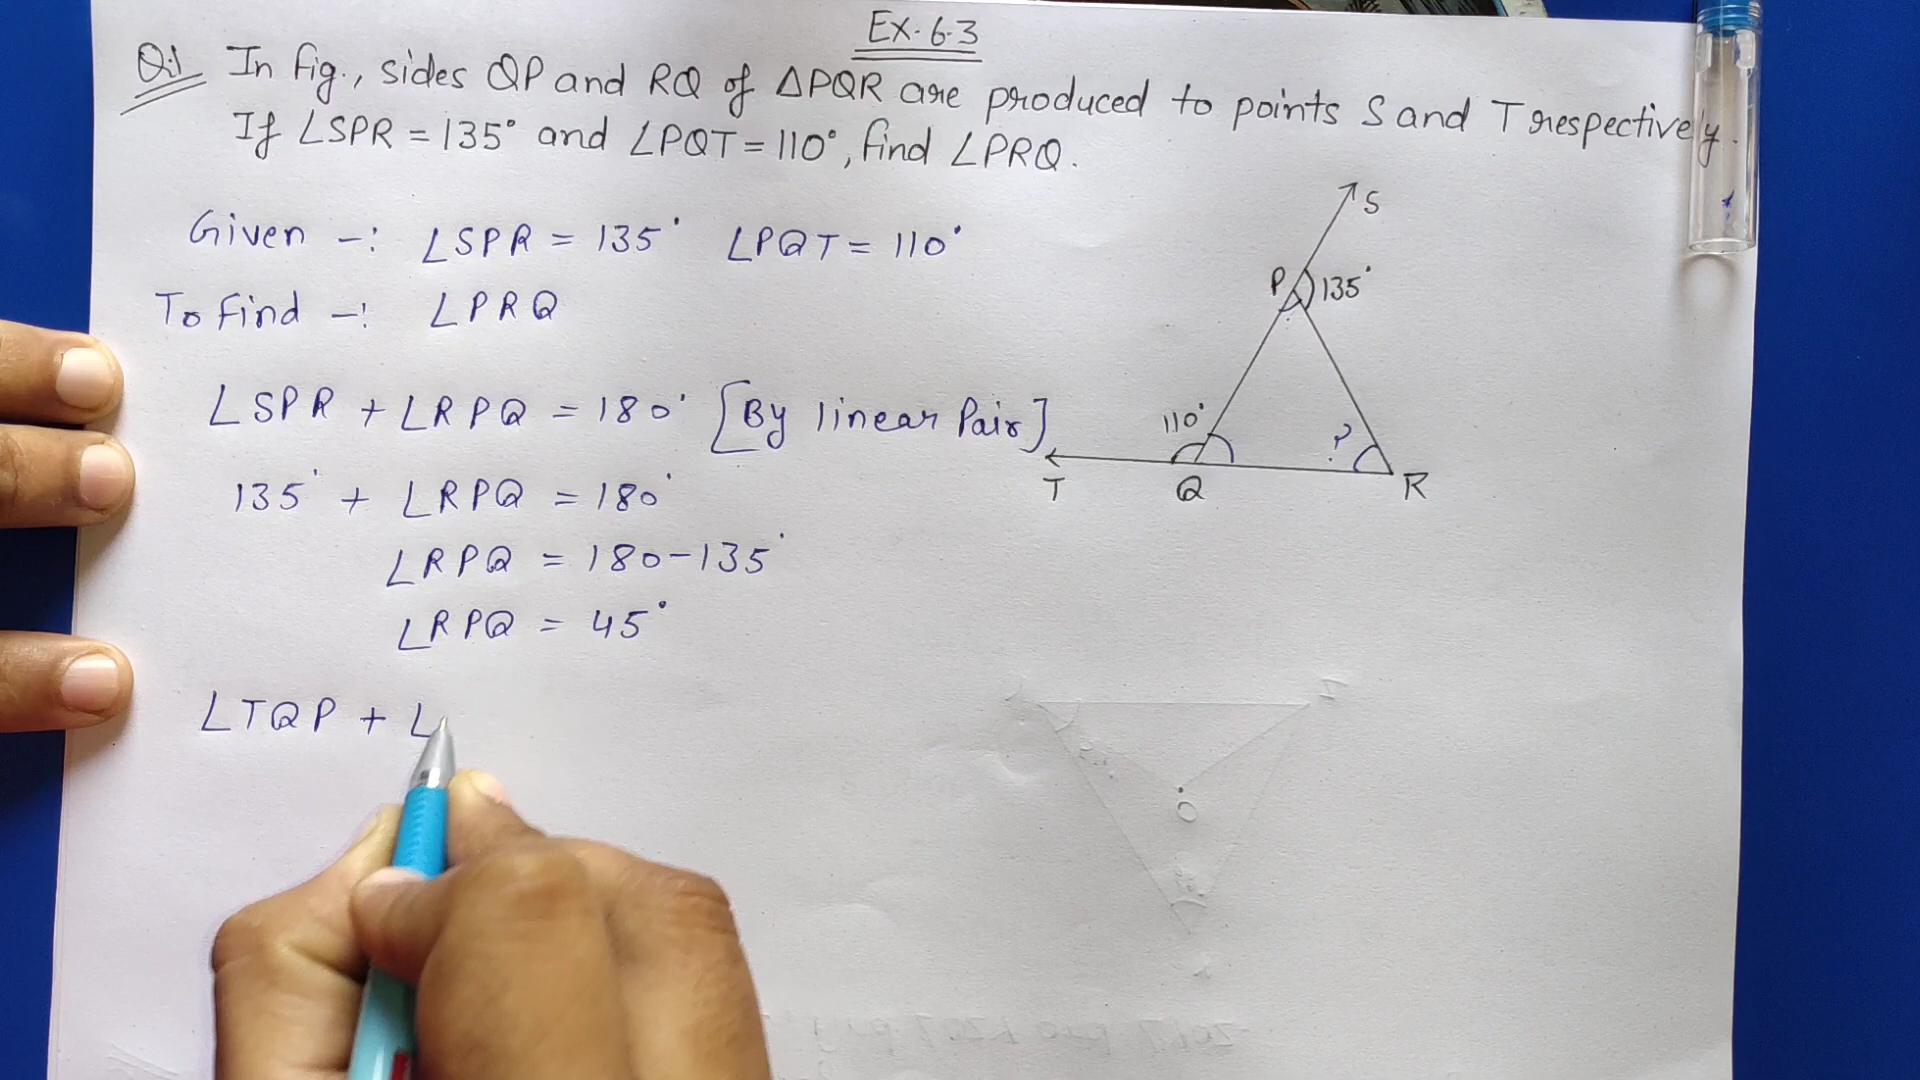 Ex. 6.3
Q.1 In fig., sides QP and RQ of △PQR are produced to points S and T respectively.
If ∠SPR = 135° and ∠PQT = 110°, find ∠PRQ.
Given -: ∠SPR = 135° ∠PQT = 110°
To find -: ∠PRQ
∠SPR + ∠RPQ = 180° [By linear Pair]
135° + ∠RPQ = 180°
∠RPQ = 180-135°
∠RPQ = 45°
∠TQP + ∠
S
P 135°
110° ?
T Q R
O